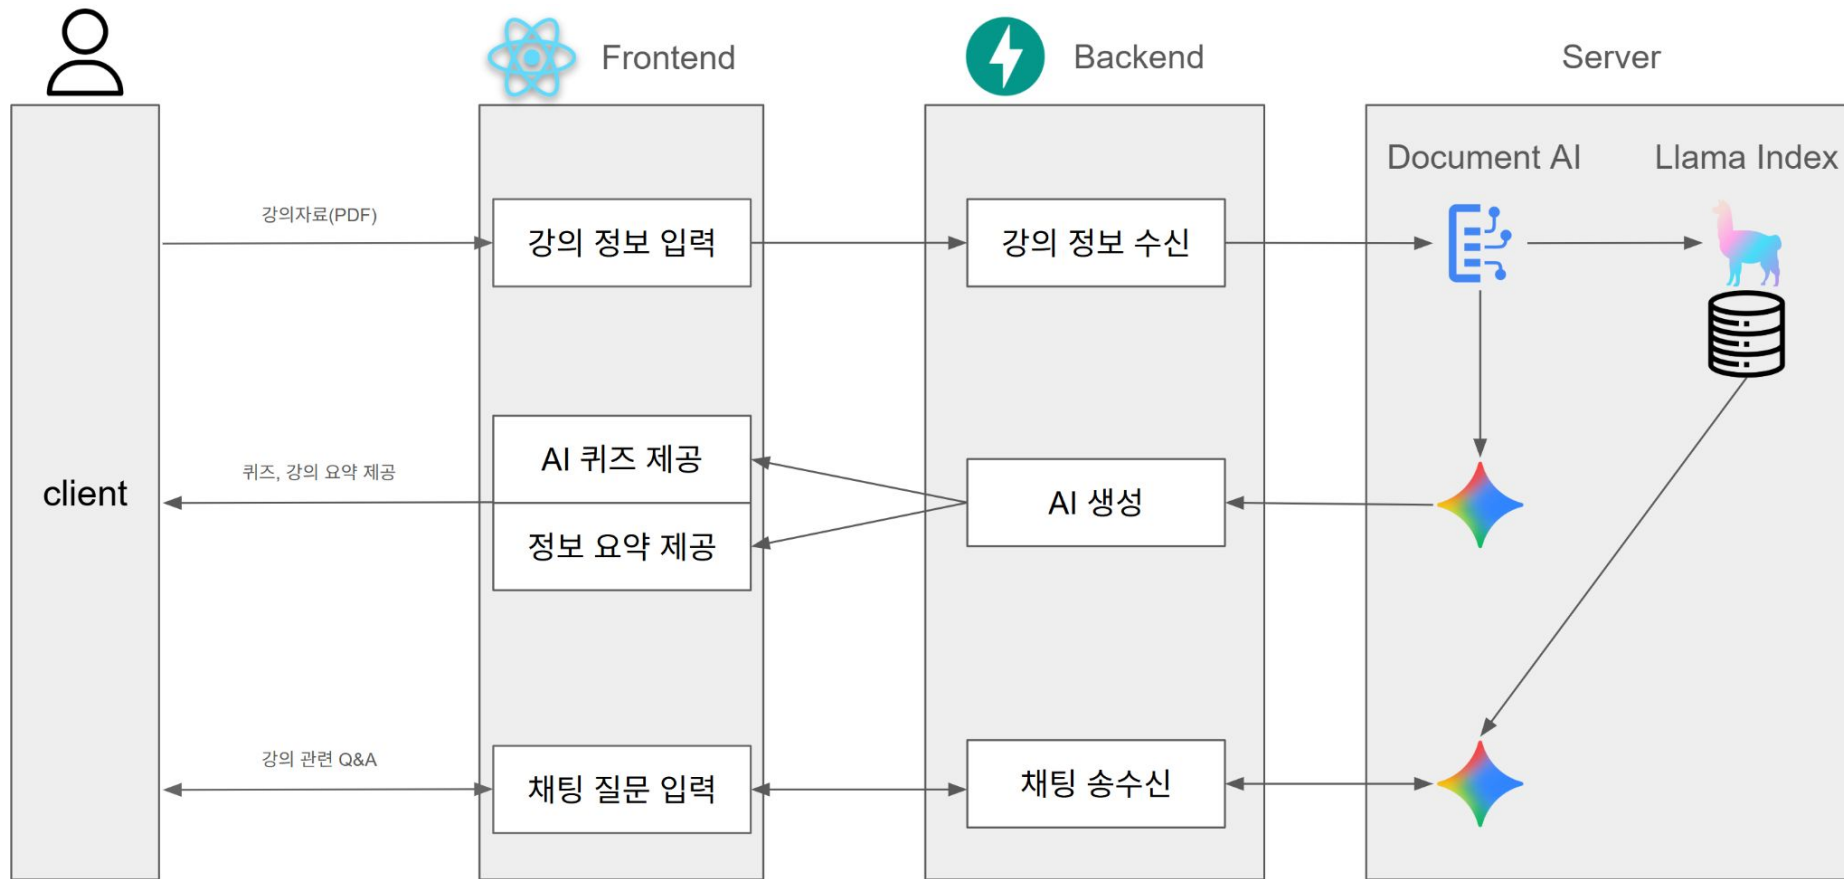 Frontend
Backend
Server
Document AI
Llama Index
강의자료(PDF)
강의 정보 입력
강의 정보 수신
client
퀴즈, 강의 요약 제공
AI 퀴즈 제공
정보 요약 제공
AI 생성
강의 관련 Q&A
채팅 질문 입력
채팅 송수신